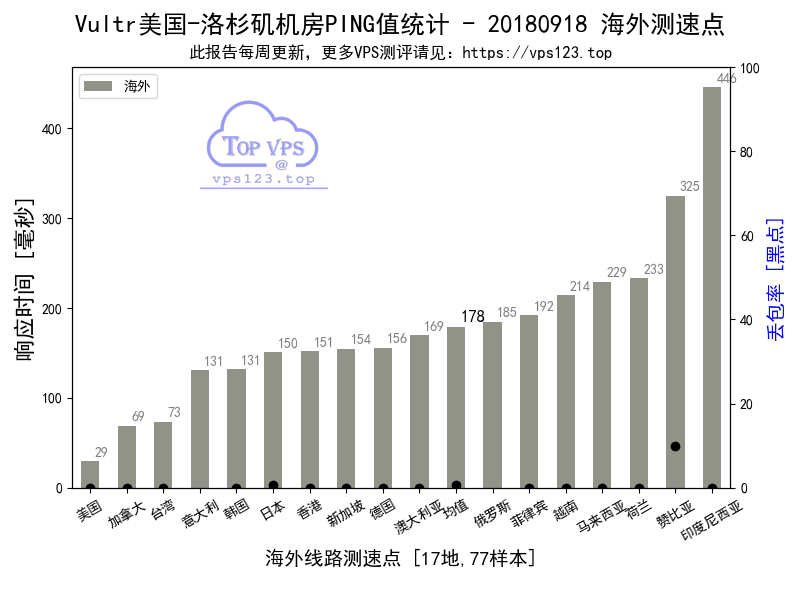 Vultr美国-洛杉矶机房PING值统计 - 20180918 海外测速点
此报告每周更新，更多VPS测评请见：https://vps123.top
海外
TOP VPS
@
vps123.top
响应时间 [毫秒]
0
100
200
300
400
丢包率 [黑点]
0
20
40
60
80
100
29
69
73
131
131
150
151
154
156
169
178
185
192
214
229
233
325
446
美国
加拿大
台湾
意大利
韩国
日本
香港
新加坡
德国
澳大利亚
均值
俄罗斯
菲律宾
越南
马来西亚
荷兰
赞比亚
印度尼西亚
海外线路测速点 [17地,77样本]